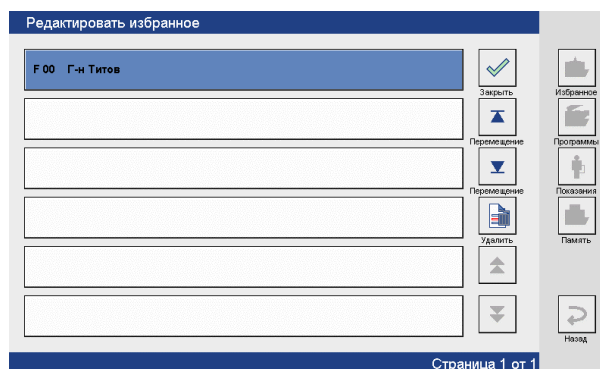 Редактировать избранное
F 00 Г-н Титов
Закрыть
Избранное
Перемещение
Программы
Перемещение
Показания
Удалить
Память
Назад
Страница 1 от 1